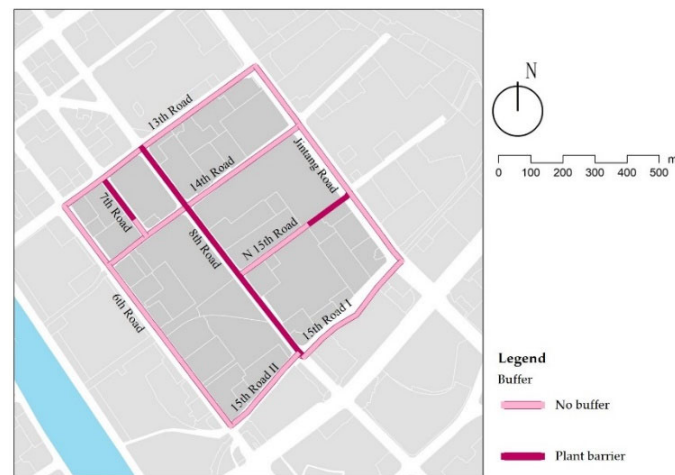 13th Road
14th Road
Jintang Road
7th Road
8th Road
N 15th Road
6th Road
15th Road I
15th Road II
N
0 100 200 300 400 500
m
Legend
Buffer
No buffer
Plant barrier